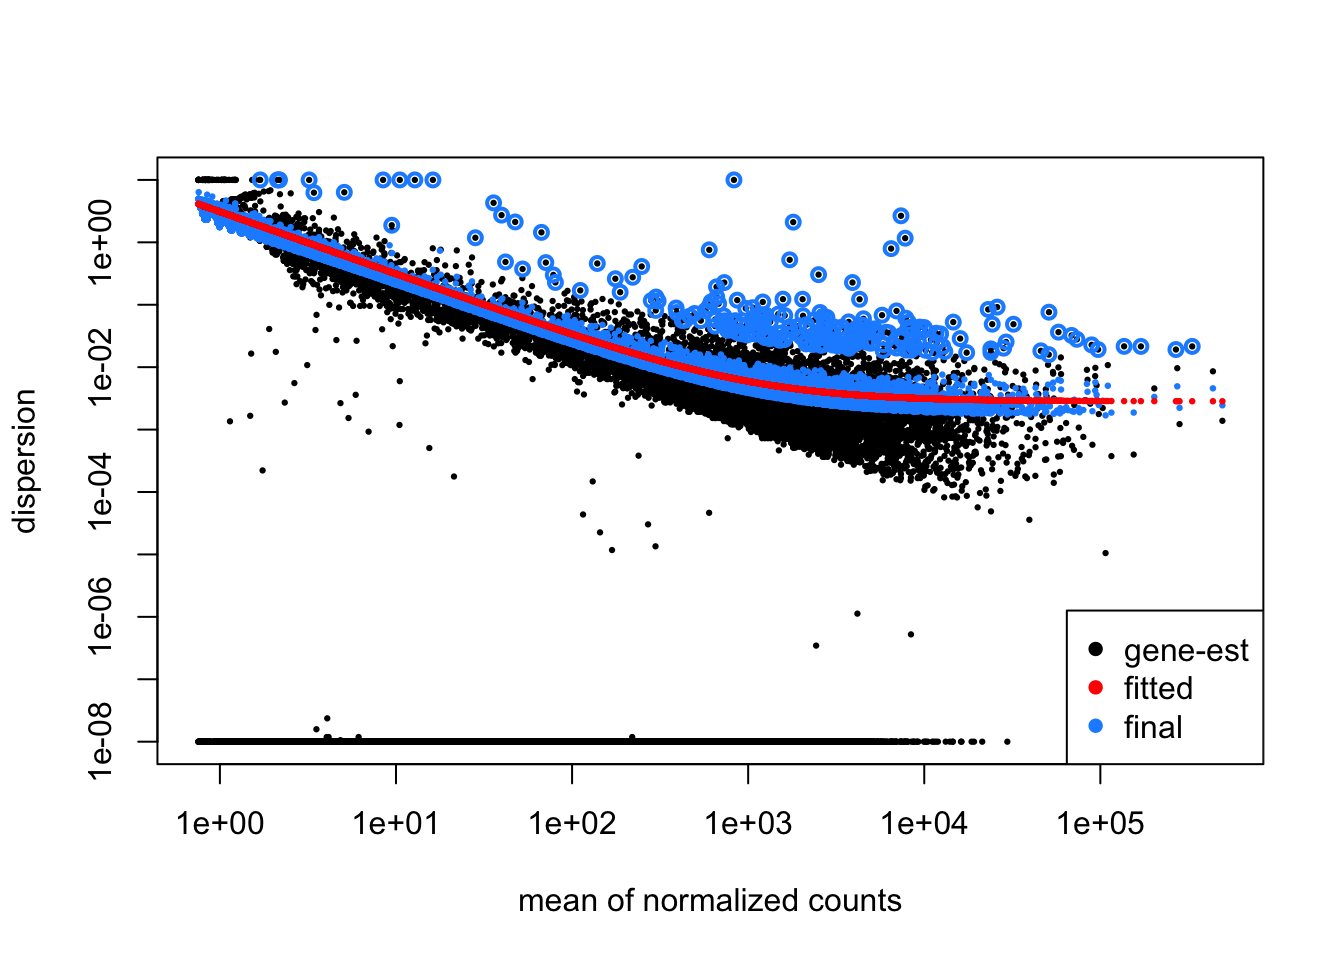 dispersion
1e+00
1e-02
1e-04
1e-06
1e-08
gene-est
fitted
final
1e+00 1e+01 1e+02 1e+03 1e+04 1e+05
mean of normalized counts